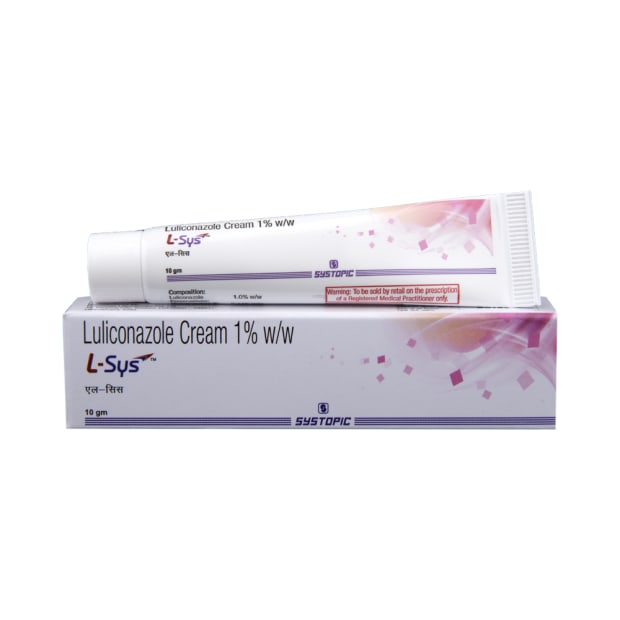 Luliconazole Cream 1% w/w
L-Sys
एल-सिस
10 gm
SYSTOPIC
Warning: To be sold by retail on the prescription
of a Registered Medical Practitioner only.
Composition:
Luliconazole 1.0% w/w
Luliconazole Cream 1% w/w
L-Sys™
एल-सिस
10 gm
SYSTOPIC